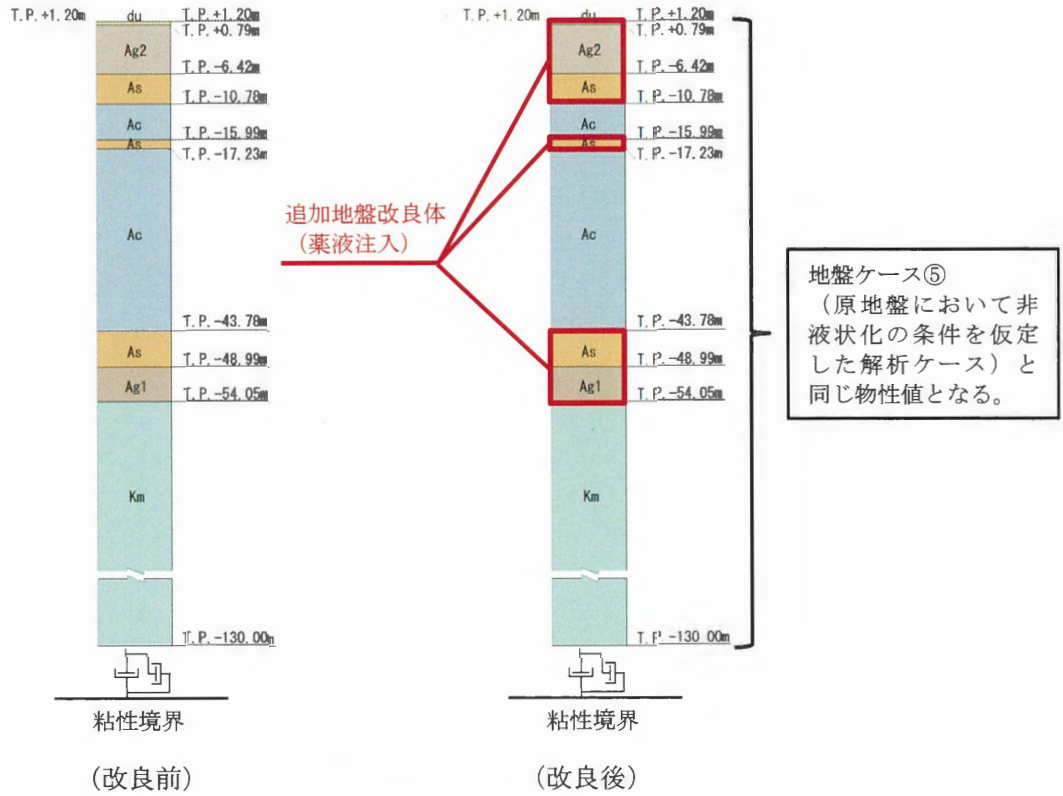 T.P.+1.20m
du
T.P.+1.20m
T.P.+0.79m
Ag2
T.P.-6.42m
As
T.P.-10.78m
Ac
T.P.-15.99m
As
T.P.-17.23m
Ac
T.P.-43.78m
As
T.P.-48.99m
Ag1
T.P.-54.05m
Km
T.P.-130.00m
粘性境界
(改良前)
追加地盤改良体
(薬液注入)
T.P.+1.20m
du
T.P.+1.20m
T.P.+0.79m
Ag2
T.P.-6.42m
As
T.P.-10.78m
Ac
T.P.-15.99m
As
T.P.-17.23m
Ac
T.P.-43.78m
As
T.P.-48.99m
Ag1
T.P.-54.05m
Km
T.P.-130.00m
粘性境界
(改良後)
地盤ケース⑤
(原地盤において非
液状化の条件を仮定
した解析ケース)と
同じ物性値となる。